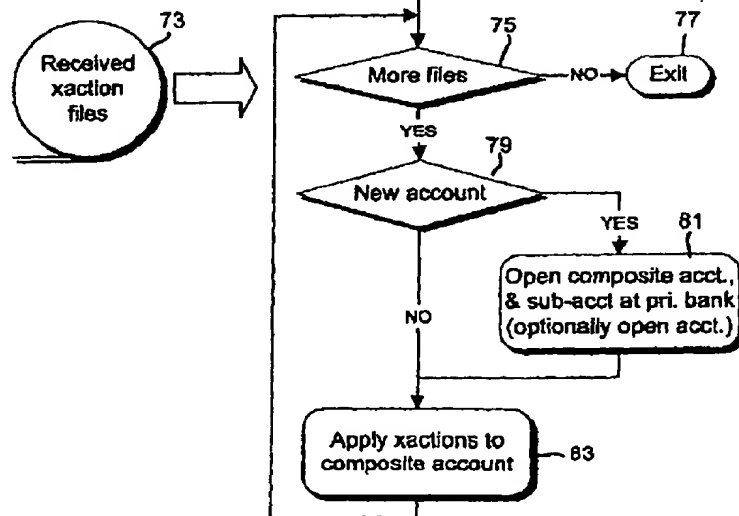 73
Received
xaction
files
75
More files
NO
77
Exit
YES
79
New account
YES
81
Open composite acct.,
& sub-acct at pri. bank
(optionally open acct.)
NO
Apply xactions to
composite account
83